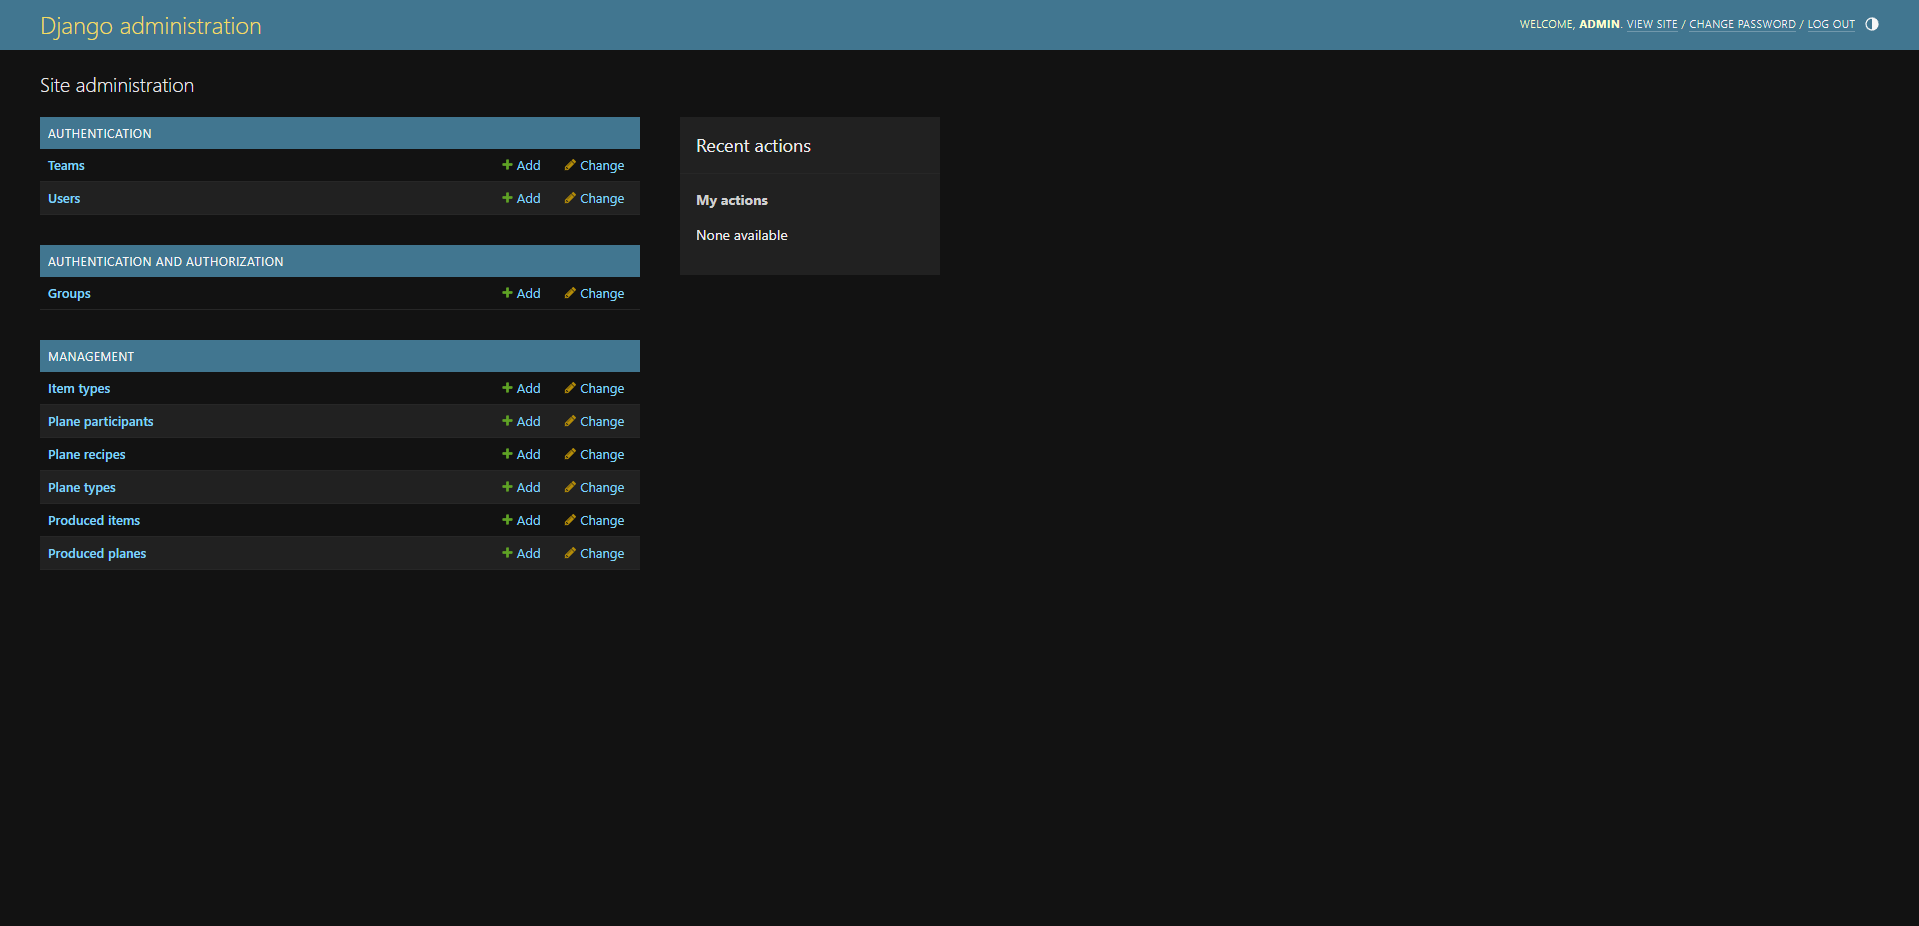 Django administration
WELCOME, ADMIN. VIEW SITE / CHANGE PASSWORD / LOG OUT
Site administration
AUTHENTICATION
Teams Add Change
Users Add Change
AUTHENTICATION AND AUTHORIZATION
Groups Add Change
MANAGEMENT
Item types Add Change
Plane participants Add Change
Plane recipes Add Change
Plane types Add Change
Produced items Add Change
Produced planes Add Change
Recent actions
My actions
None available